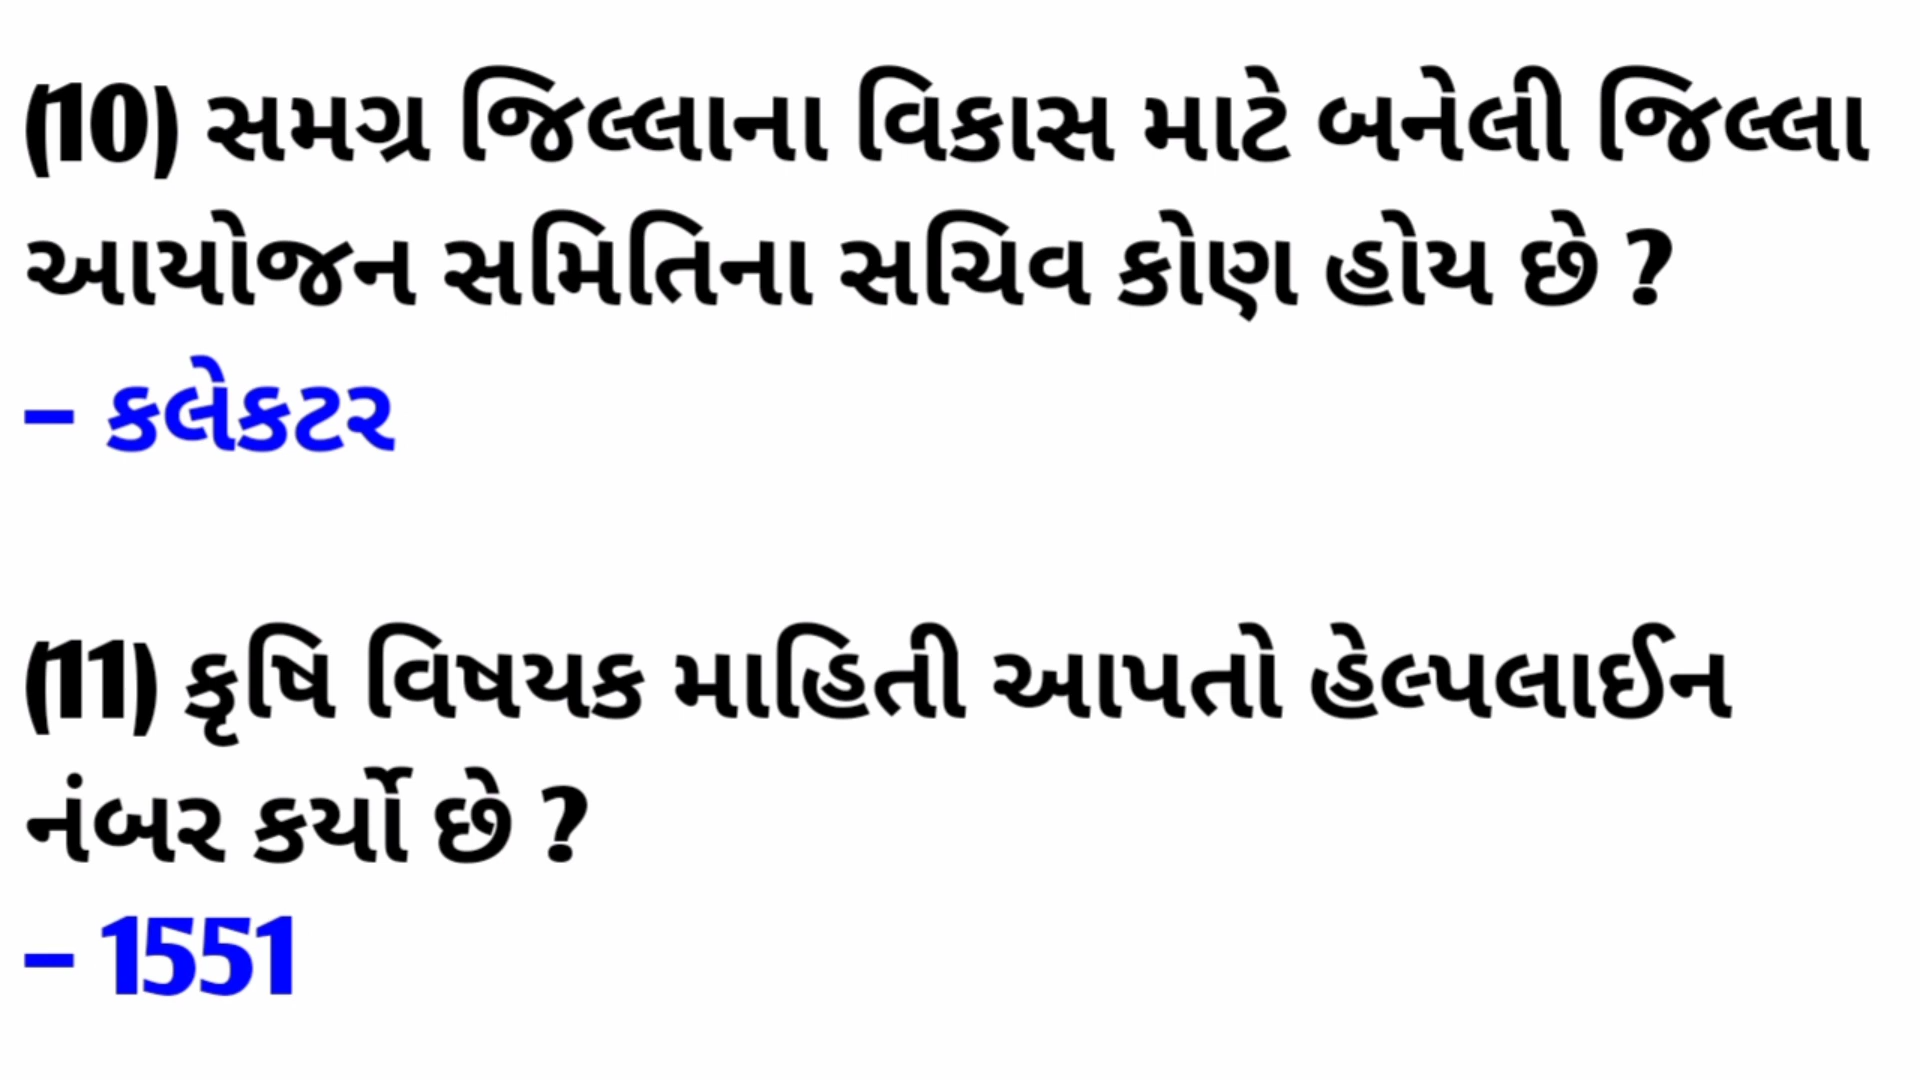 (10) સમગ્ર જિલ્લાના વિકાસ માટે બનેલી જિલ્લા
આયોજન સમિતિના સચિવ કોણ હોય છે ?
– કલેકટર
(11) કૃષિ વિષયક માહિતી આપતો હેલ્પલાઈન
નંબર કર્યો છે ?
– 1551